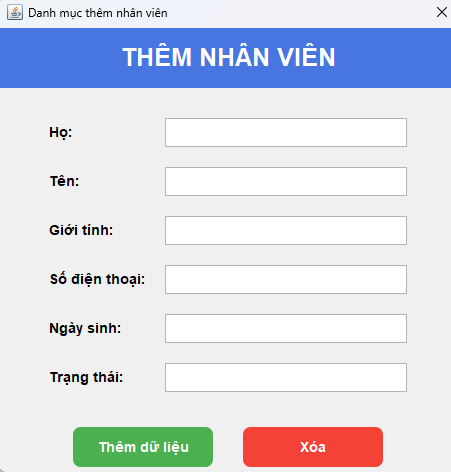 Danh mục thêm nhân viên
THÊM NHÂN VIÊN
Họ:
Tên:
Giới tính:
Số điện thoại:
Ngày sinh:
Trạng thái:
Thêm dữ liệu Xóa